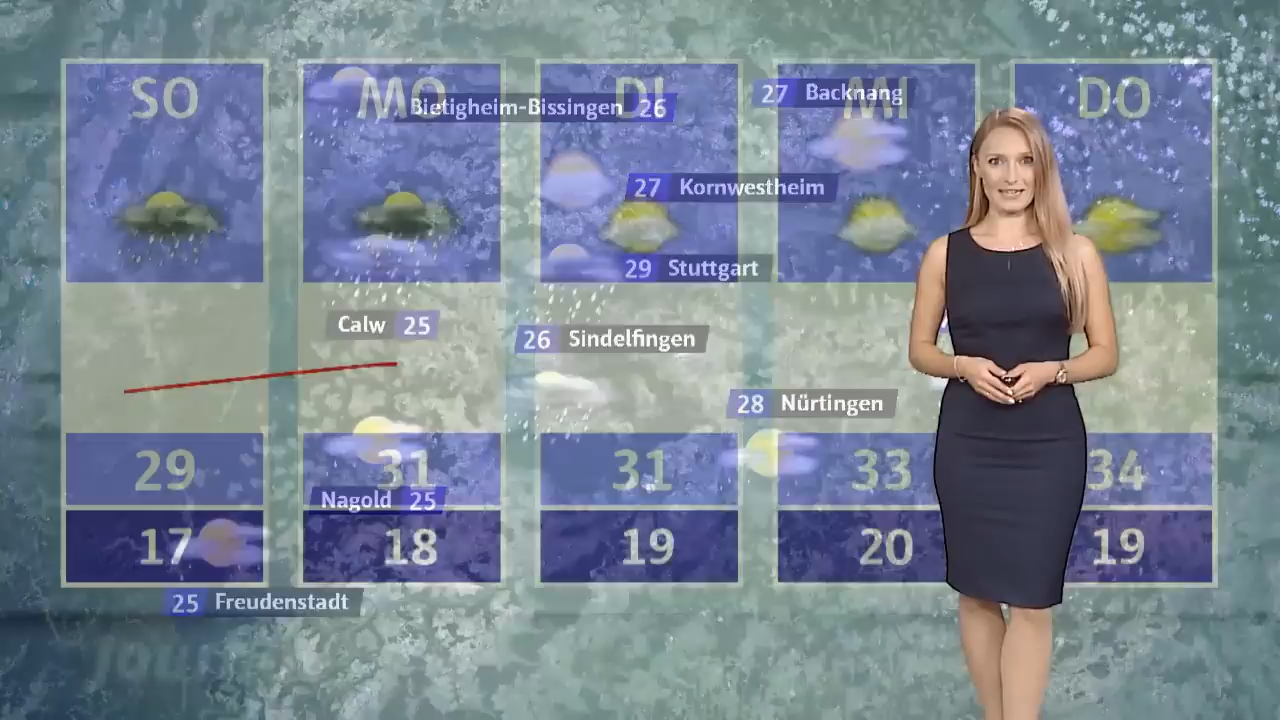 SO MO DI MI DO
Bietigheim-Bissingen 26
27 Backnang
27 Kornwestheim
29 Stuttgart
Calw 25
26 Sindelfingen
28 Nürtingen
29 31 31 33 34
Nagold 25
17 18 19 20 19
25 Freudenstadt